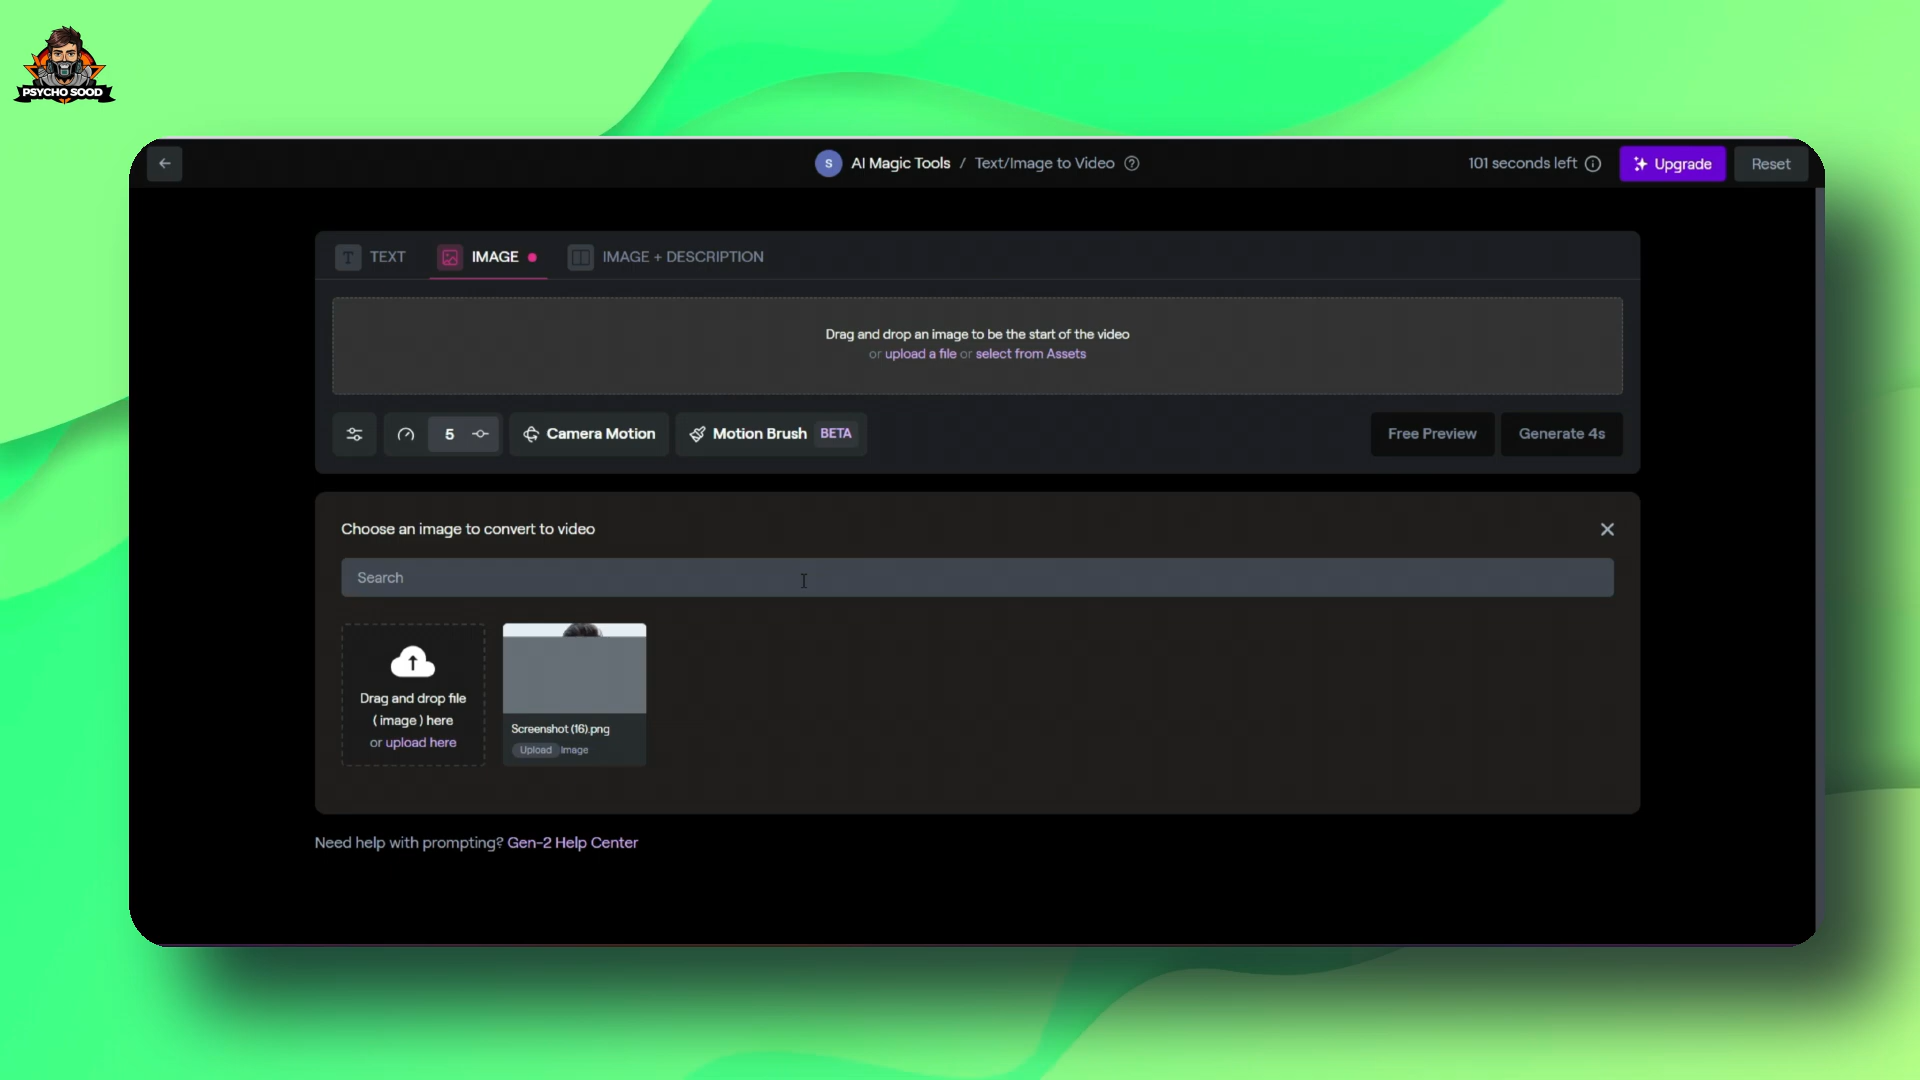 PSYCHO SOOD
S AI Magic Tools / Text/Image to Video ?
101 seconds left
Upgrade
Reset
T TEXT
IMAGE
IMAGE + DESCRIPTION
Drag and drop an image to be the start of the video
or upload a file or select from Assets
5
Camera Motion
Motion Brush BETA
Free Preview
Generate 4s
Choose an image to convert to video
Search
Drag and drop file
( image ) here
or upload here
Screenshot (16).png
Upload Image
Need help with prompting? Gen-2 Help Center